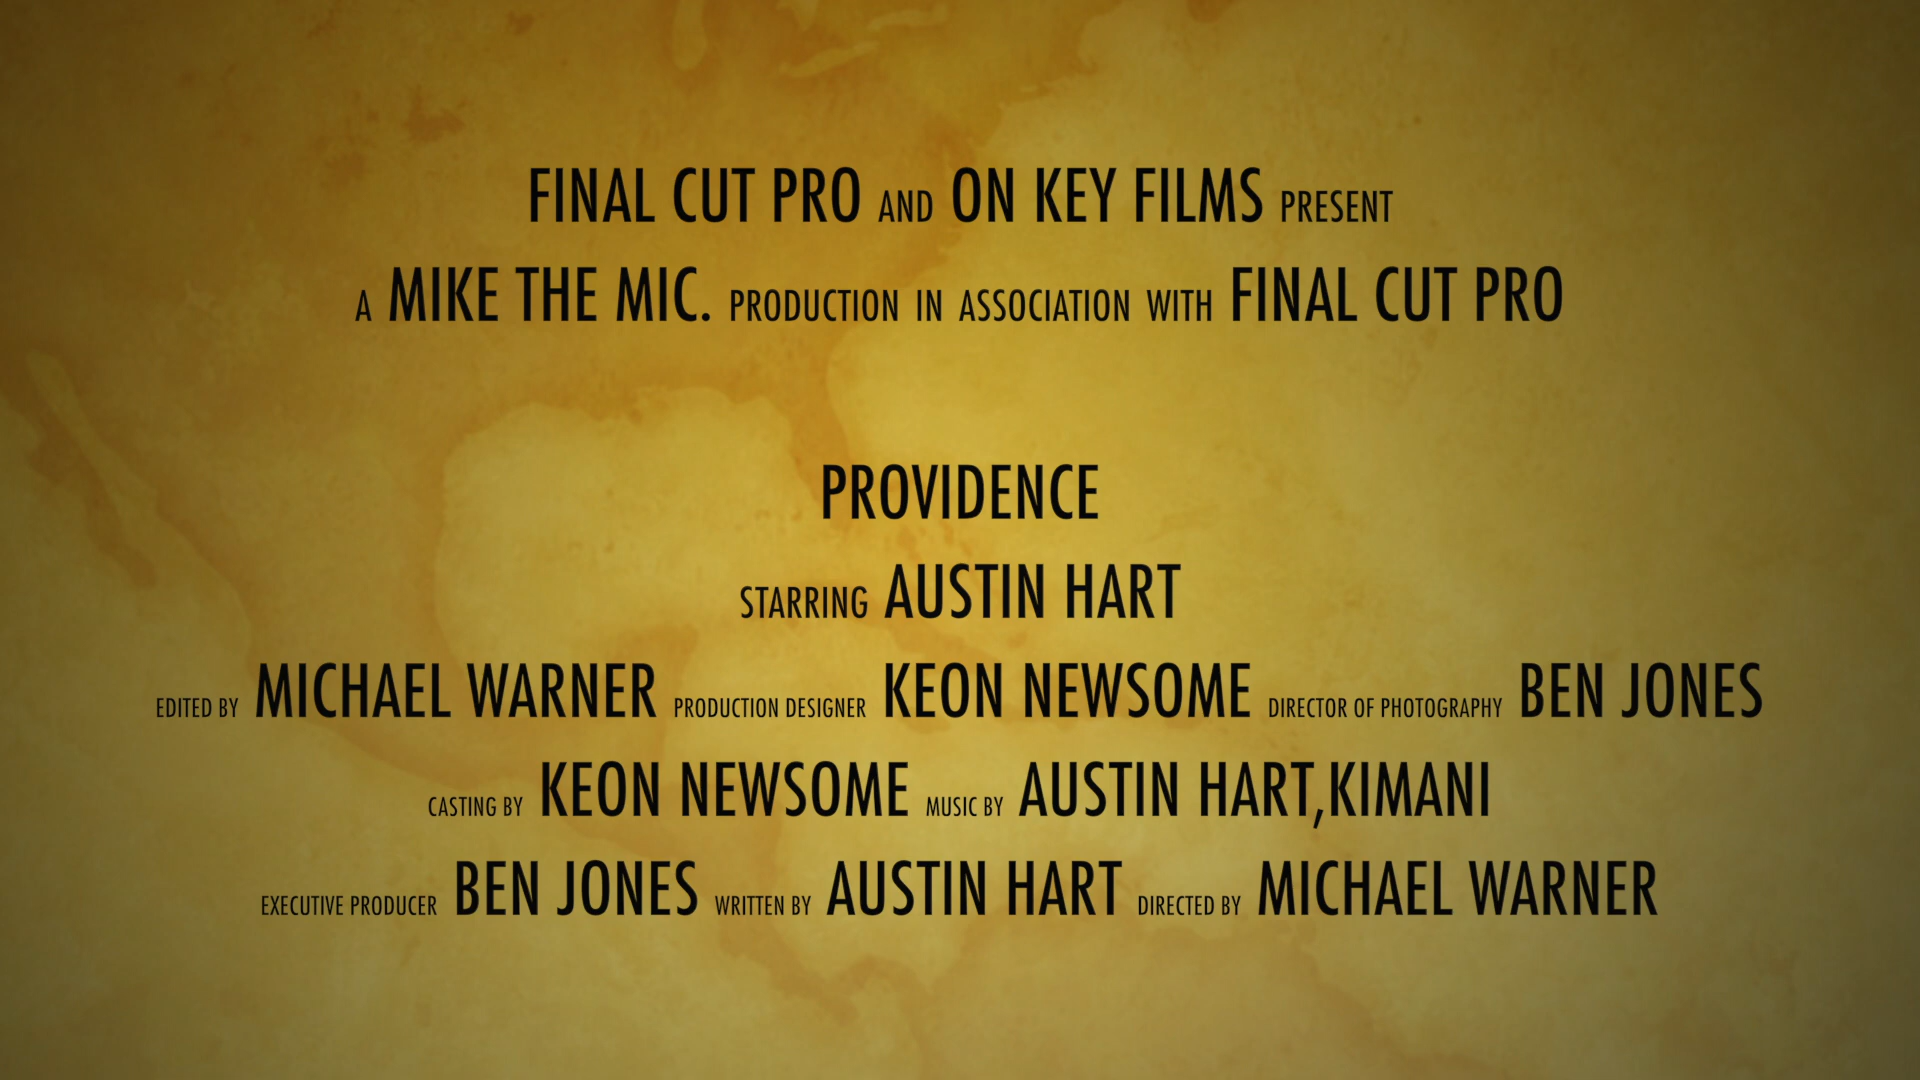 FINAL CUT PRO AND ON KEY FILMS PRESENT
A MIKE THE MIC. PRODUCTION IN ASSOCIATION WITH FINAL CUT PRO
PROVIDENCE
STARRING AUSTIN HART
EDITED BY MICHAEL WARNER PRODUCTION DESIGNER KEON NEWSOME DIRECTOR OF PHOTOGRAPHY BEN JONES
CASTING BY KEON NEWSOME MUSIC BY AUSTIN HART,KIMANI
EXECUTIVE PRODUCER BEN JONES WRITTEN BY AUSTIN HART DIRECTED BY MICHAEL WARNER